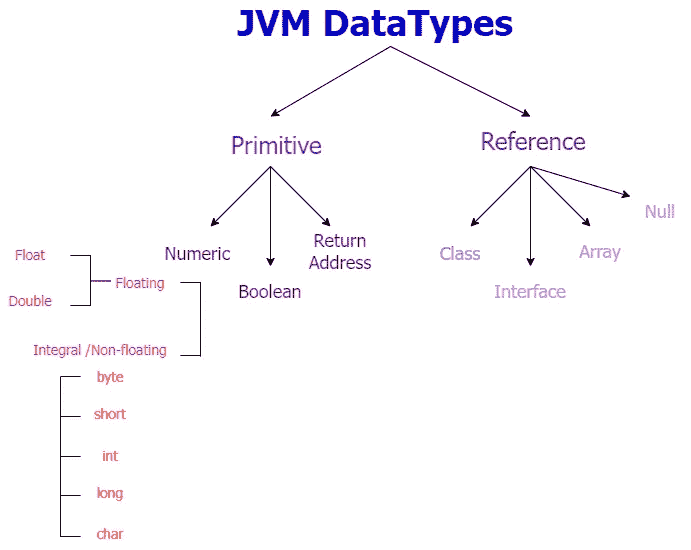 JVM DataTypes
Primitive
Reference
Numeric
Boolean
Return
Address
Class
Interface
Array
Null
Float
Double
Floating
Integral /Non-floating
byte
short
int
long
char